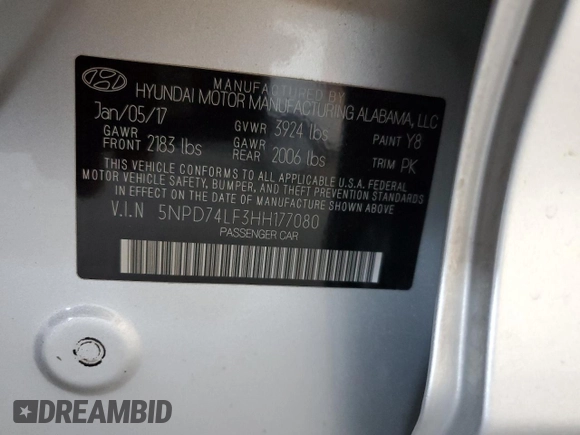 MANUFACTURED BY
HYUNDAI MOTOR MANUFACTURING ALABAMA, LLC
Jan/05/17 GVWR 3924 lbs PAINT Y8
GAWR FRONT 2183 lbs GAWR REAR 2006 lbs TRIM PK
THIS VEHICLE CONFORMS TO ALL APPLICABLE U.S.A. FEDERAL
MOTOR VEHICLE SAFETY, BUMPER, AND THEFT PREVENTION STANDARDS
IN EFFECT ON THE DATE OF MANUFACTURE SHOWN ABOVE.
V.I.N 5NPD74LF3HH177080
PASSENGER CAR
DREAMBID